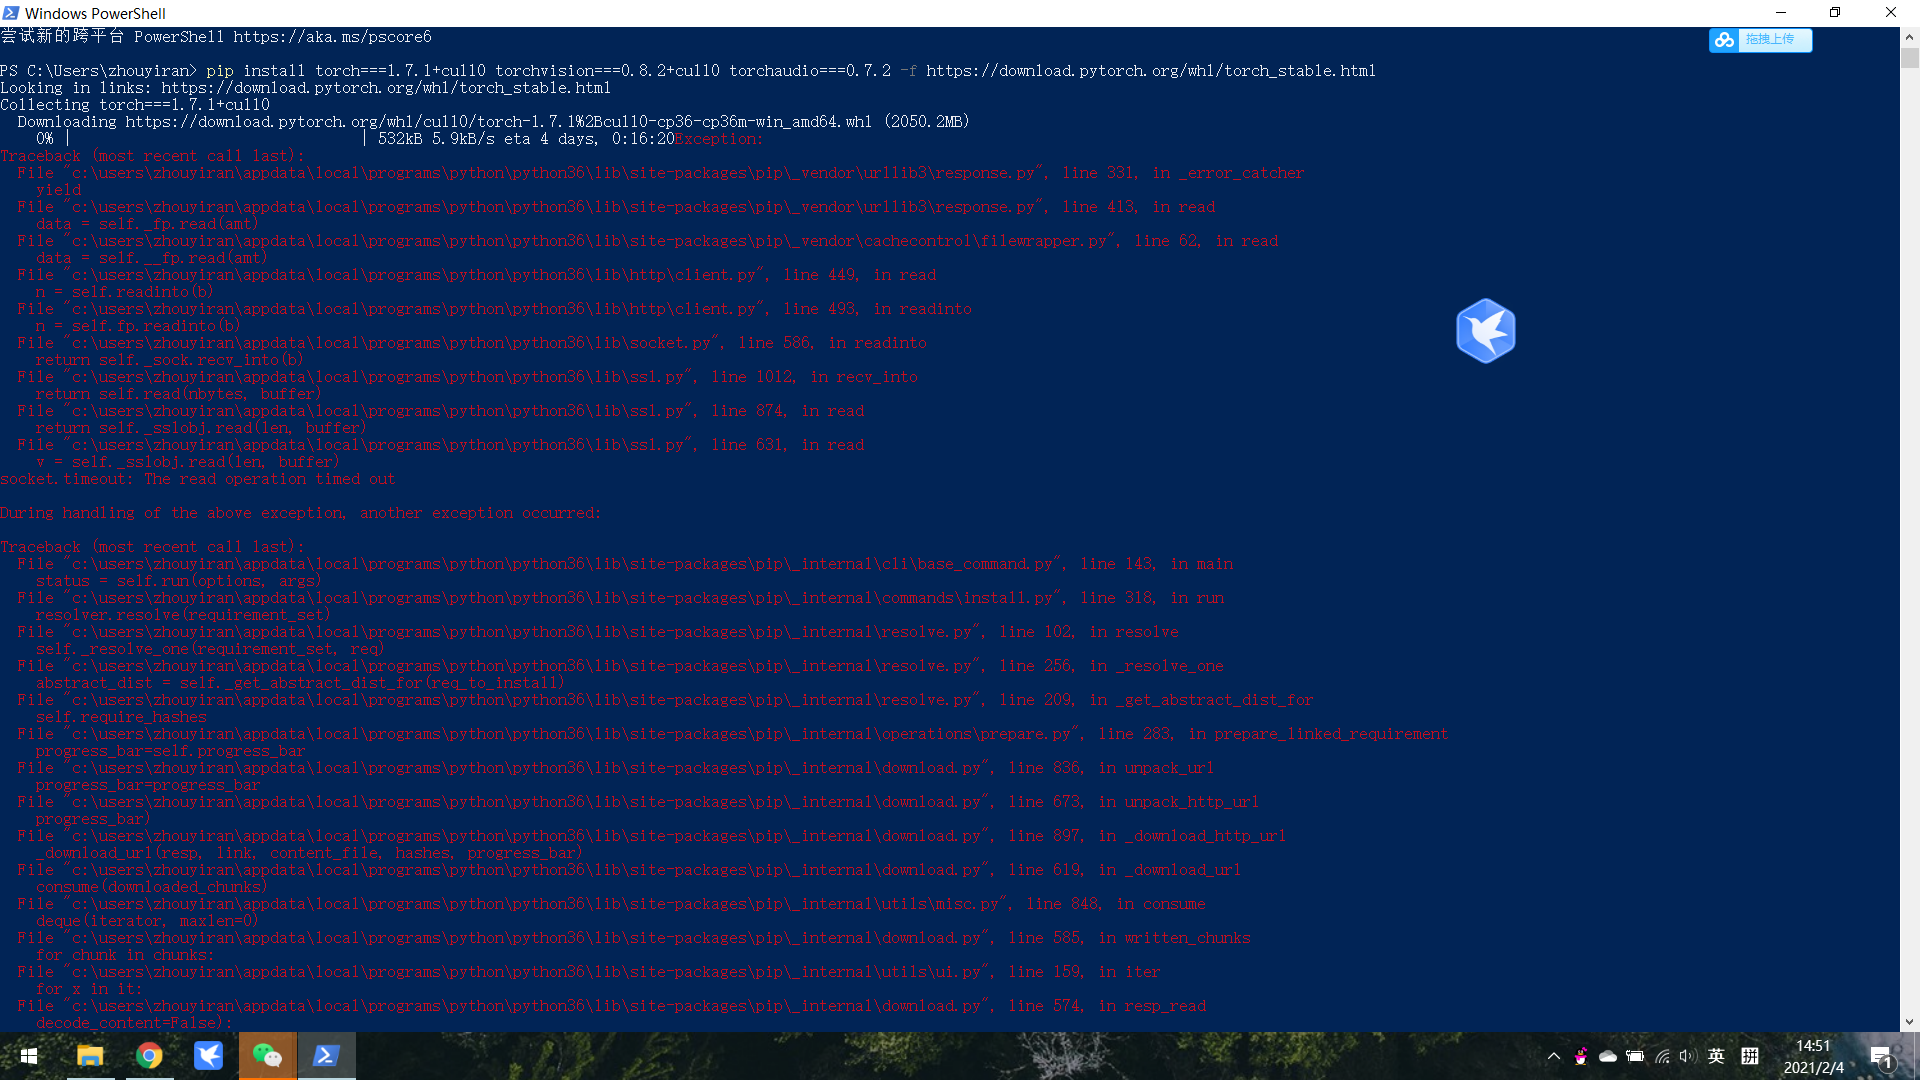 Windows PowerShell
尝试新的跨平台 PowerShell https://aka.ms/pscore6
拖拽上传
PS C:\Users\zhouyiran> pip install torch===1.7.1+cu110 torchvision===0.8.2+cu110 torchaudio===0.7.2 -f https://download.pytorch.org/whl/torch_stable.html
Looking in links: https://download.pytorch.org/whl/torch_stable.html
Collecting torch===1.7.1+cu110
  Downloading https://download.pytorch.org/whl/cu110/torch-1.7.1%2Bcu110-cp36-cp36m-win_amd64.whl (2050.2MB)
    0% |                                | 532kB 5.9kB/s eta 4 days, 0:16:20Exception:
Traceback (most recent call last):
  File "c:\users\zhouyiran\appdata\local\programs\python\python36\lib\site-packages\pip\_vendor\urllib3\response.py", line 331, in _error_catcher
    yield
  File "c:\users\zhouyiran\appdata\local\programs\python\python36\lib\site-packages\pip\_vendor\urllib3\response.py", line 413, in read
    data = self._fp.read(amt)
  File "c:\users\zhouyiran\appdata\local\programs\python\python36\lib\site-packages\pip\_vendor\cachecontrol\filewrapper.py", line 62, in read
    data = self.__fp.read(amt)
  File "c:\users\zhouyiran\appdata\local\programs\python\python36\lib\http\client.py", line 449, in read
    n = self.readinto(b)
  File "c:\users\zhouyiran\appdata\local\programs\python\python36\lib\http\client.py", line 493, in readinto
    n = self.fp.readinto(b)
  File "c:\users\zhouyiran\appdata\local\programs\python\python36\lib\socket.py", line 586, in readinto
    return self._sock.recv_into(b)
  File "c:\users\zhouyiran\appdata\local\programs\python\python36\lib\ssl.py", line 1012, in recv_into
    return self.read(nbytes, buffer)
  File "c:\users\zhouyiran\appdata\local\programs\python\python36\lib\ssl.py", line 874, in read
    return self._sslobj.read(len, buffer)
  File "c:\users\zhouyiran\appdata\local\programs\python\python36\lib\ssl.py", line 631, in read
    v = self._sslobj.read(len, buffer)
socket.timeout: The read operation timed out
During handling of the above exception, another exception occurred:
Traceback (most recent call last):
  File "c:\users\zhouyiran\appdata\local\programs\python\python36\lib\site-packages\pip\_internal\cli\base_command.py", line 143, in main
    status = self.run(options, args)
  File "c:\users\zhouyiran\appdata\local\programs\python\python36\lib\site-packages\pip\_internal\commands\install.py", line 318, in run
    resolver.resolve(requirement_set)
  File "c:\users\zhouyiran\appdata\local\programs\python\python36\lib\site-packages\pip\_internal\resolve.py", line 102, in resolve
    self._resolve_one(requirement_set, req)
  File "c:\users\zhouyiran\appdata\local\programs\python\python36\lib\site-packages\pip\_internal\resolve.py", line 256, in _resolve_one
    abstract_dist = self._get_abstract_dist_for(req_to_install)
  File "c:\users\zhouyiran\appdata\local\programs\python\python36\lib\site-packages\pip\_internal\resolve.py", line 209, in _get_abstract_dist_for
    self.require_hashes
  File "c:\users\zhouyiran\appdata\local\programs\python\python36\lib\site-packages\pip\_internal\operations\prepare.py", line 283, in prepare_linked_requirement
    progress_bar=self.progress_bar
  File "c:\users\zhouyiran\appdata\local\programs\python\python36\lib\site-packages\pip\_internal\download.py", line 836, in unpack_url
    progress_bar=progress_bar
  File "c:\users\zhouyiran\appdata\local\programs\python\python36\lib\site-packages\pip\_internal\download.py", line 673, in unpack_http_url
    progress_bar)
  File "c:\users\zhouyiran\appdata\local\programs\python\python36\lib\site-packages\pip\_internal\download.py", line 897, in _download_http_url
    _download_url(resp, link, content_file, hashes, progress_bar)
  File "c:\users\zhouyiran\appdata\local\programs\python\python36\lib\site-packages\pip\_internal\download.py", line 619, in _download_url
    consume(downloaded_chunks)
  File "c:\users\zhouyiran\appdata\local\programs\python\python36\lib\site-packages\pip\_internal\utils\misc.py", line 848, in consume
    deque(iterator, maxlen=0)
  File "c:\users\zhouyiran\appdata\local\programs\python\python36\lib\site-packages\pip\_internal\download.py", line 585, in written_chunks
    for chunk in chunks:
  File "c:\users\zhouyiran\appdata\local\programs\python\python36\lib\site-packages\pip\_internal\utils\ui.py", line 159, in iter
    for x in it:
  File "c:\users\zhouyiran\appdata\local\programs\python\python36\lib\site-packages\pip\_internal\download.py", line 574, in resp_read
    decode_content=False):
英 拼
14:51
2021/2/4
1